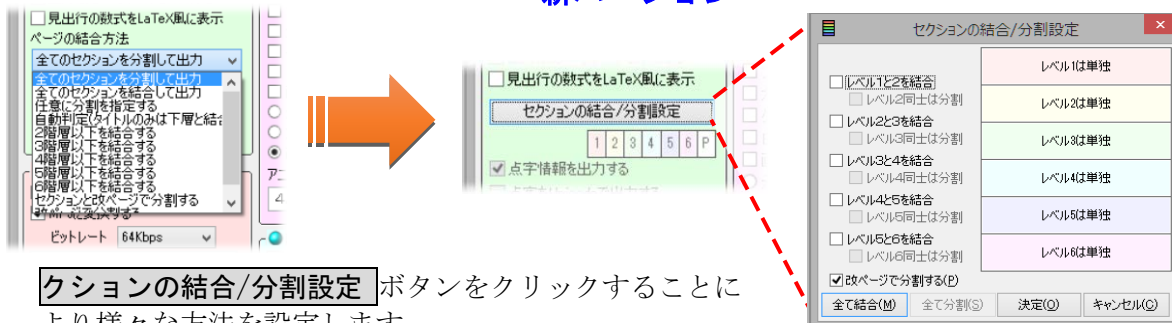 □見出行の数式をLaTeX風に表示
ページの結合方法
全てのセクションを分割して出力
全てのセクションを分割して出力
全てのセクションを結合して出力
任意に分割を指定する
自動判定(タイトルのみは下層と結合
2階層以下を結合する
3階層以下を結合する
4階層以下を結合する
5階層以下を結合する
6階層以下を結合する
セクションと改ページで分割する
ビットレート 64Kbps
□見出行の数式をLaTeX風に表示
セクションの結合/分割設定
1 2 3 4 5 6 P
☑点字情報を出力する
セクションの結合/分割設定 ×
□レベル1と2を結合
□レベル2同士は分割
□レベル2と3を結合
□レベル3同士は分割
□レベル3と4を結合
□レベル4同士は分割
□レベル4と5を結合
□レベル5同士は分割
□レベル5と6を結合
□レベル6同士は分割
レベル1は単独
レベル2は単独
レベル3は単独
レベル4は単独
レベル5は単独
レベル6は単独
☑改ページで分割する(P)
全て結合(M) 全て分割(S) 決定(O) キャンセル(C)
クションの結合/分割設定 ボタンをクリックすることに
より様々な方法を設定します